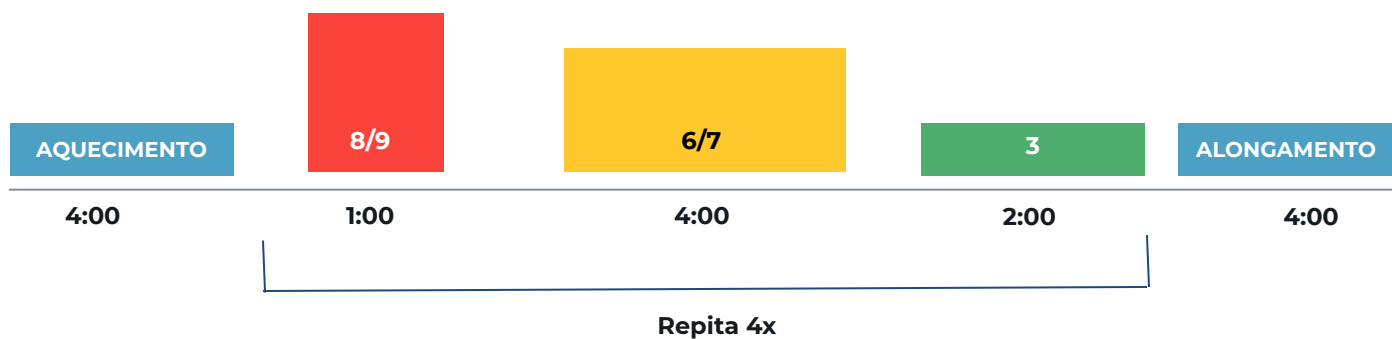 8/9
6/7
3
AQUECIMENTO
ALONGAMENTO
4:00
1:00
4:00
2:00
4:00
Repita 4x